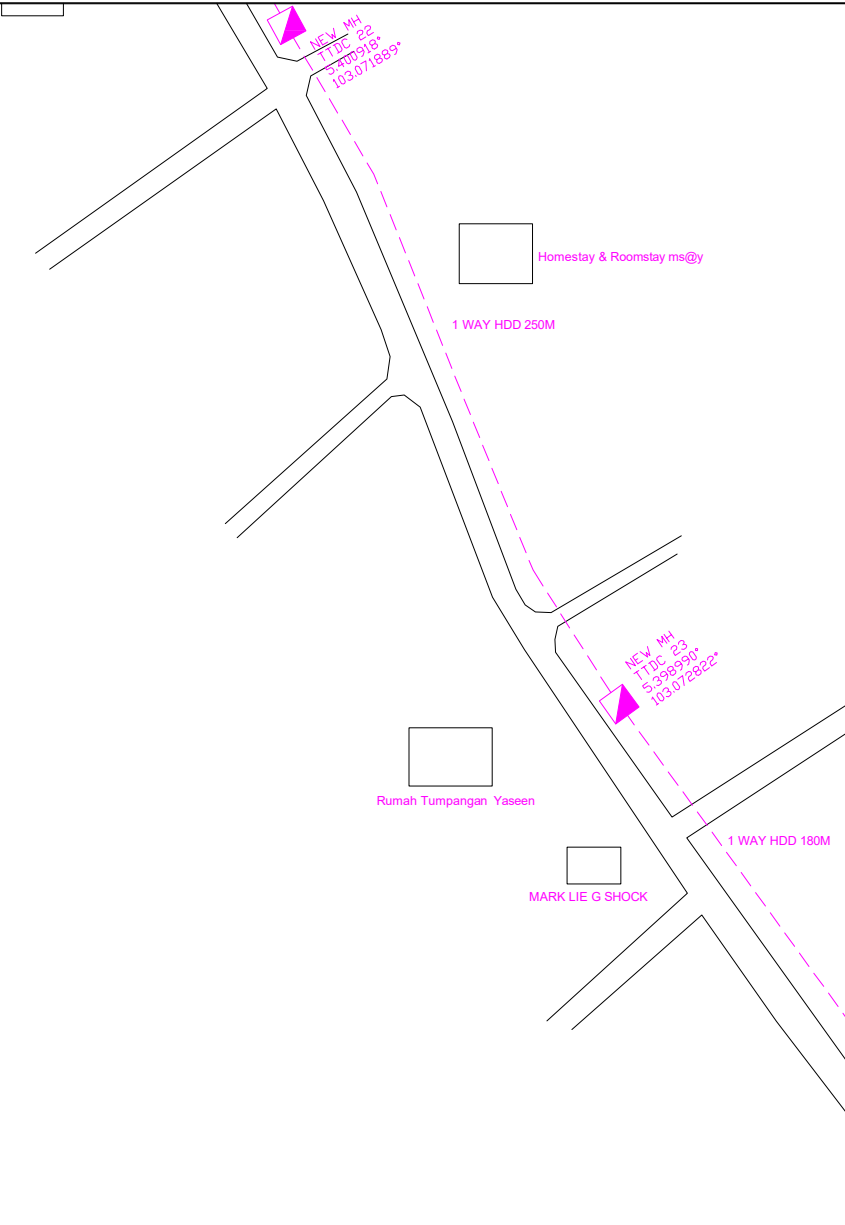 NEW MH
TTDC 22
5.400918°
103.071889°
Homestay & Roomstay ms@y
1 WAY HDD 250M
NEW MH
TTDC 23
5.398990°
103.072822°
Rumah Tumpangan Yaseen
1 WAY HDD 180M
MARK LIE G SHOCK